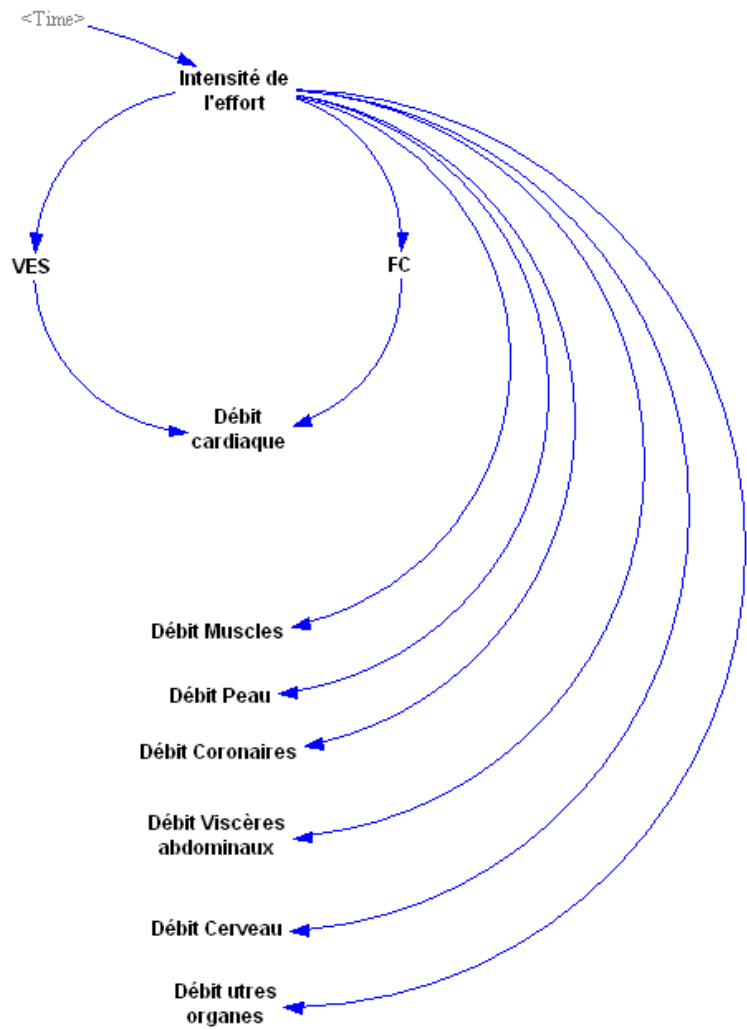 <Time>
Intensité de
l'effort
VES
FC
Débit
cardiaque
Débit Muscles
Débit Peau
Débit Coronaires
Débit Viscères
abdominaux
Débit Cerveau
Débit utres
organes